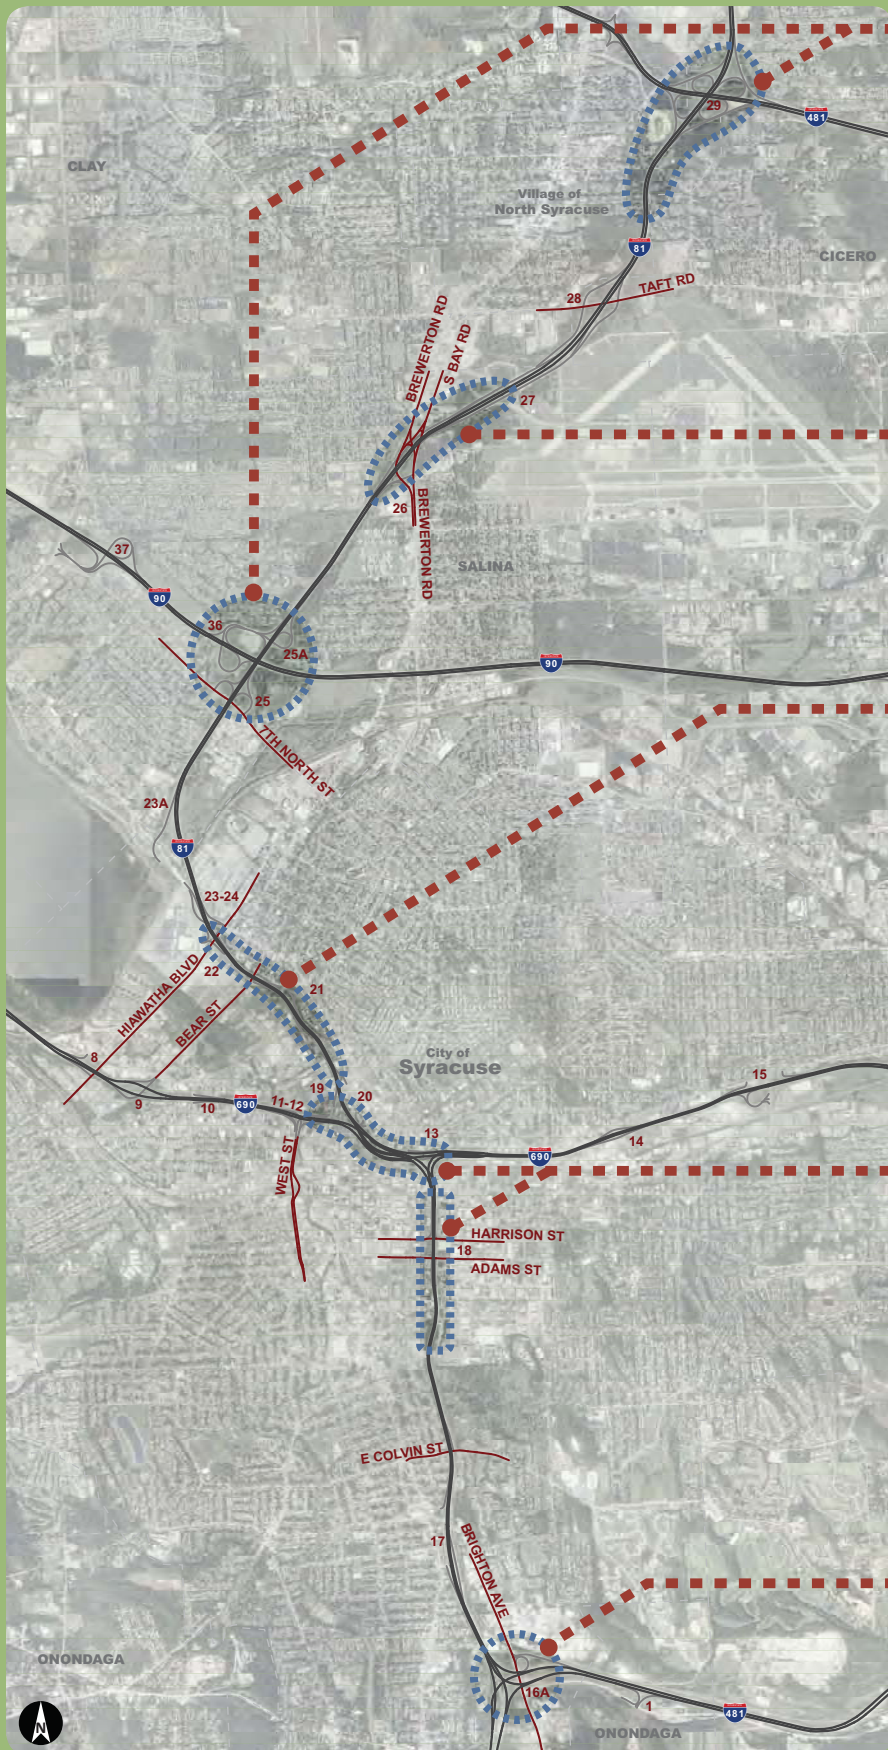 29
481
CLAY
Village of
North Syracuse
81
CICERO
TAFT RD
28
BREWERTON RD
S BAY RD
27
26
BREWERTON RD
SALINA
37
90
36
25A
90
25
7TH NORTH ST
23A
81
23-24
22
HIAWATHA BLVD
21
BEAR ST
City of
Syracuse
8
15
19
20
9
10
690
11-12
13
14
690
WEST ST
HARRISON ST
18
ADAMS ST
E COLVIN ST
17
BRIGHTON AVE
ONONDAGA
16A
1
481
N
ONONDAGA